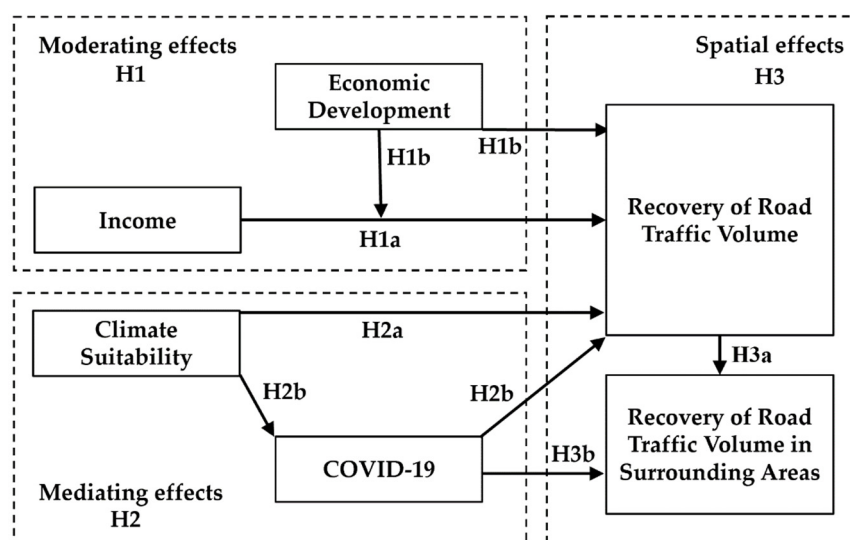 Moderating effects
H1
Economic
Development
H1b
H1b
Income
H1a
Spatial effects
H3
Recovery of Road
Traffic Volume
Climate
Suitability
H2a
H2b
H2b
COVID-19
Mediating effects
H2
H3a
H3b
Recovery of Road
Traffic Volume in
Surrounding Areas